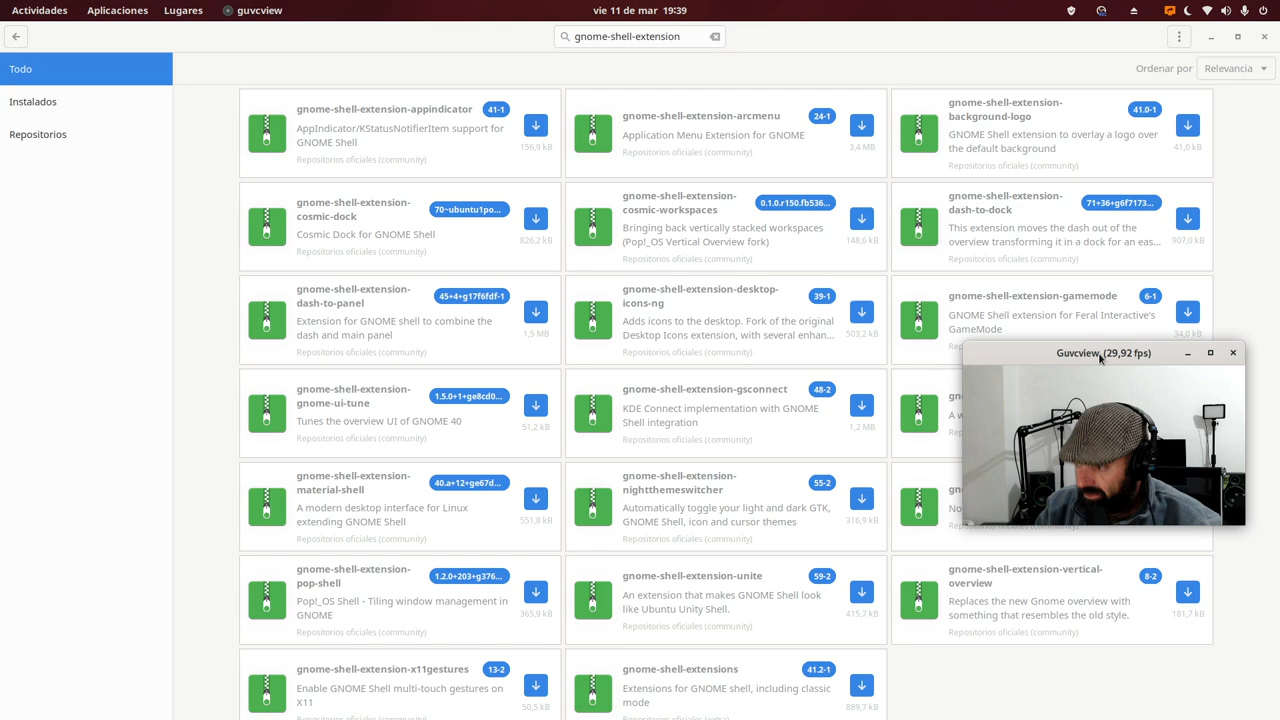 Actividades
Aplicaciones
Lugares
guvcview
vie 11 de mar 19:39
gnome-shell-extension
Todo
Instalados
Repositorios
Ordenar por
Relevancia
gnome-shell-extension-appindicator
41-1
AppIndicator/KStatusNotifierItem support for
GNOME Shell
Repositorios oficiales (community)
156,9 kB
gnome-shell-extension-arcmenu
24-1
Application Menu Extension for GNOME
Repositorios oficiales (community)
3,4 MB
gnome-shell-extension-
background-logo
41.0-1
GNOME Shell extension to overlay a logo over
the default background
Repositorios oficiales (community)
41,0 kB
gnome-shell-extension-
cosmic-dock
70~ubuntu1po...
Cosmic Dock for GNOME Shell
Repositorios oficiales (community)
826,2 kB
gnome-shell-extension-
cosmic-workspaces
0.1.0.r150.fb536...
Bringing back vertically stacked workspaces
(Pop!_OS Vertical Overview fork)
Repositorios oficiales (community)
148,6 kB
gnome-shell-extension-
dash-to-dock
71+36+g6f7173...
This extension moves the dash out of the
overview transforming it in a dock for an eas...
Repositorios oficiales (community)
907,0 kB
gnome-shell-extension-
dash-to-panel
45+4+g17f6fdf-1
Extension for GNOME shell to combine the
dash and main panel
Repositorios oficiales (community)
1,5 MB
gnome-shell-extension-desktop-
icons-ng
39-1
Adds icons to the desktop. Fork of the original
Desktop Icons extension, with several enhan...
Repositorios oficiales (community)
503,2 kB
gnome-shell-extension-gamemode
6-1
GNOME Shell extension for Feral Interactive's
GameMode
34,0 kB
Guvcview (29,92 fps)
gnome-shell-extension-
gnome-ui-tune
1.5.0+1+ge8cd0...
Tunes the overview UI of GNOME 40
Repositorios oficiales (community)
51,2 kB
gnome-shell-extension-gsconnect
48-2
KDE Connect implementation with GNOME
Shell integration
Repositorios oficiales (community)
1,2 MB
gnome-shell-extension-
material-shell
40.a+12+ge67d...
A modern desktop interface for Linux
extending GNOME Shell
Repositorios oficiales (community)
551,8 kB
gnome-shell-extension-
nightthemeswitcher
55-2
Automatically toggle your light and dark GTK,
GNOME Shell, icon and cursor themes
Repositorios oficiales (community)
316,9 kB
gnome-shell-extension-
pop-shell
1.2.0+203+g376...
Pop!_OS Shell - Tiling window management in
GNOME
Repositorios oficiales (community)
365,9 kB
gnome-shell-extension-unite
59-2
An extension that makes GNOME Shell look
like Ubuntu Unity Shell.
Repositorios oficiales (community)
415,7 kB
gnome-shell-extension-vertical-
overview
8-2
Replaces the new Gnome overview with
something that resembles the old style.
Repositorios oficiales (community)
181,7 kB
gnome-shell-extension-x11gestures
13-2
Enable GNOME Shell multi-touch gestures on
X11
Repositorios oficiales (community)
50,5 kB
gnome-shell-extensions
41.2-1
Extensions for GNOME shell, including classic
mode
Repositorios oficiales (extra)
889,7 kB